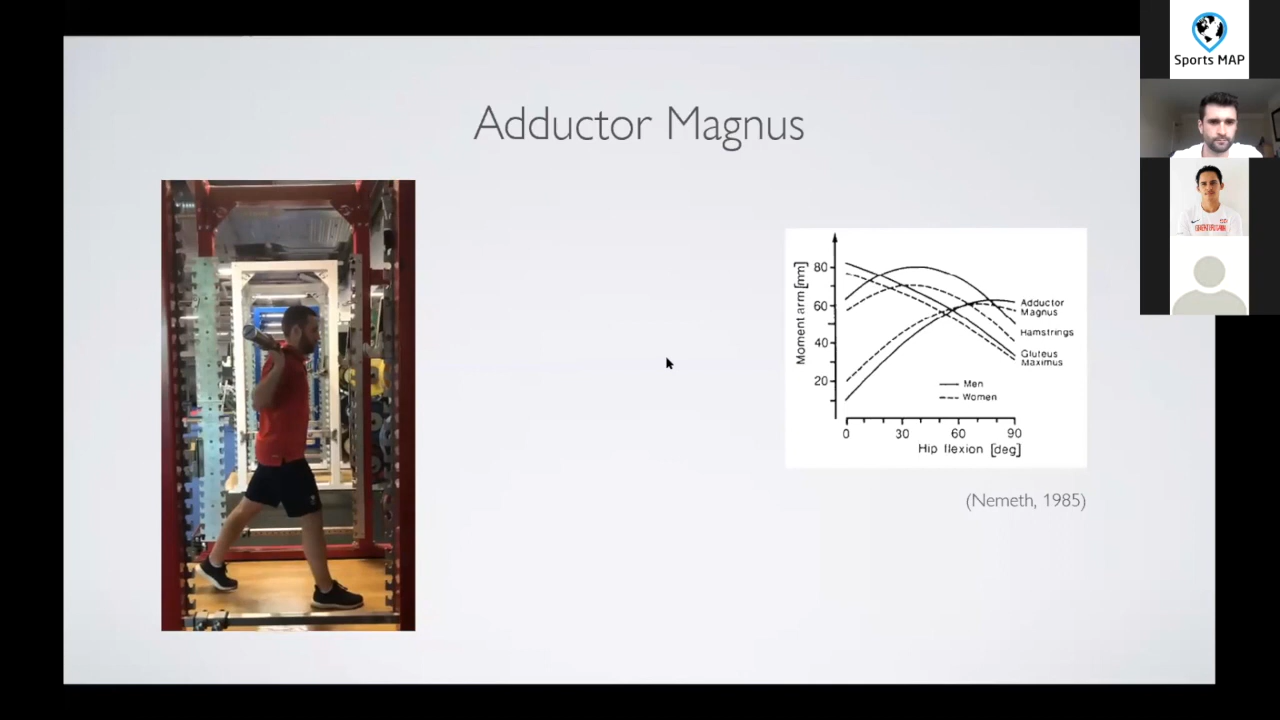 Adductor Magnus
Sports MAP
Moment arm [mm]
80
60
40
20
0
30
60
90
Hip flexion [deg]
Adductor
Magnus
Hamstrings
Gluteus
Maximus
Men
Women
(Nemeth, 1985)